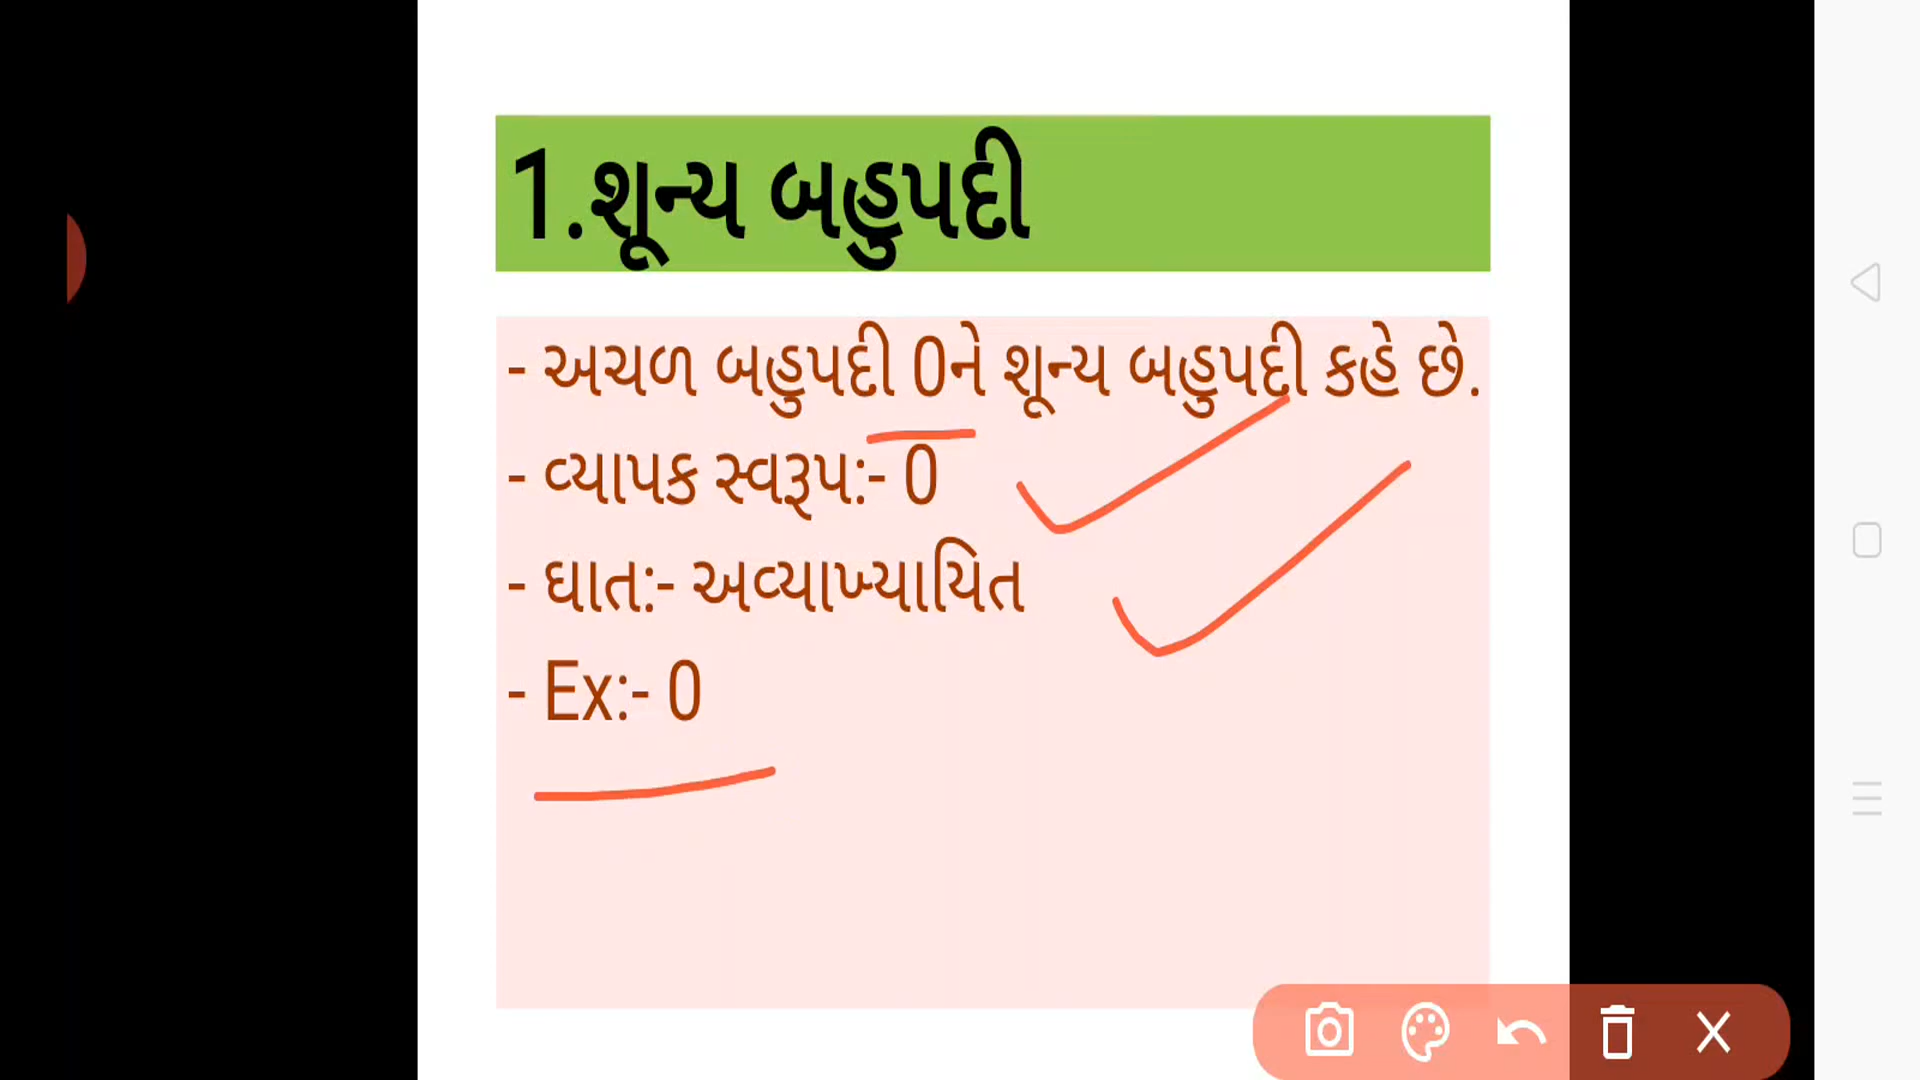 1.શૂન્ય બહુપદી
- અચળ બહુપદી 0ને શૂન્ય બહુપદી કહે છે.
- વ્યાપક સ્વરૂપ:- 0
- ઘાત:- અવ્યાખ્યાયિત
- Ex:- 0